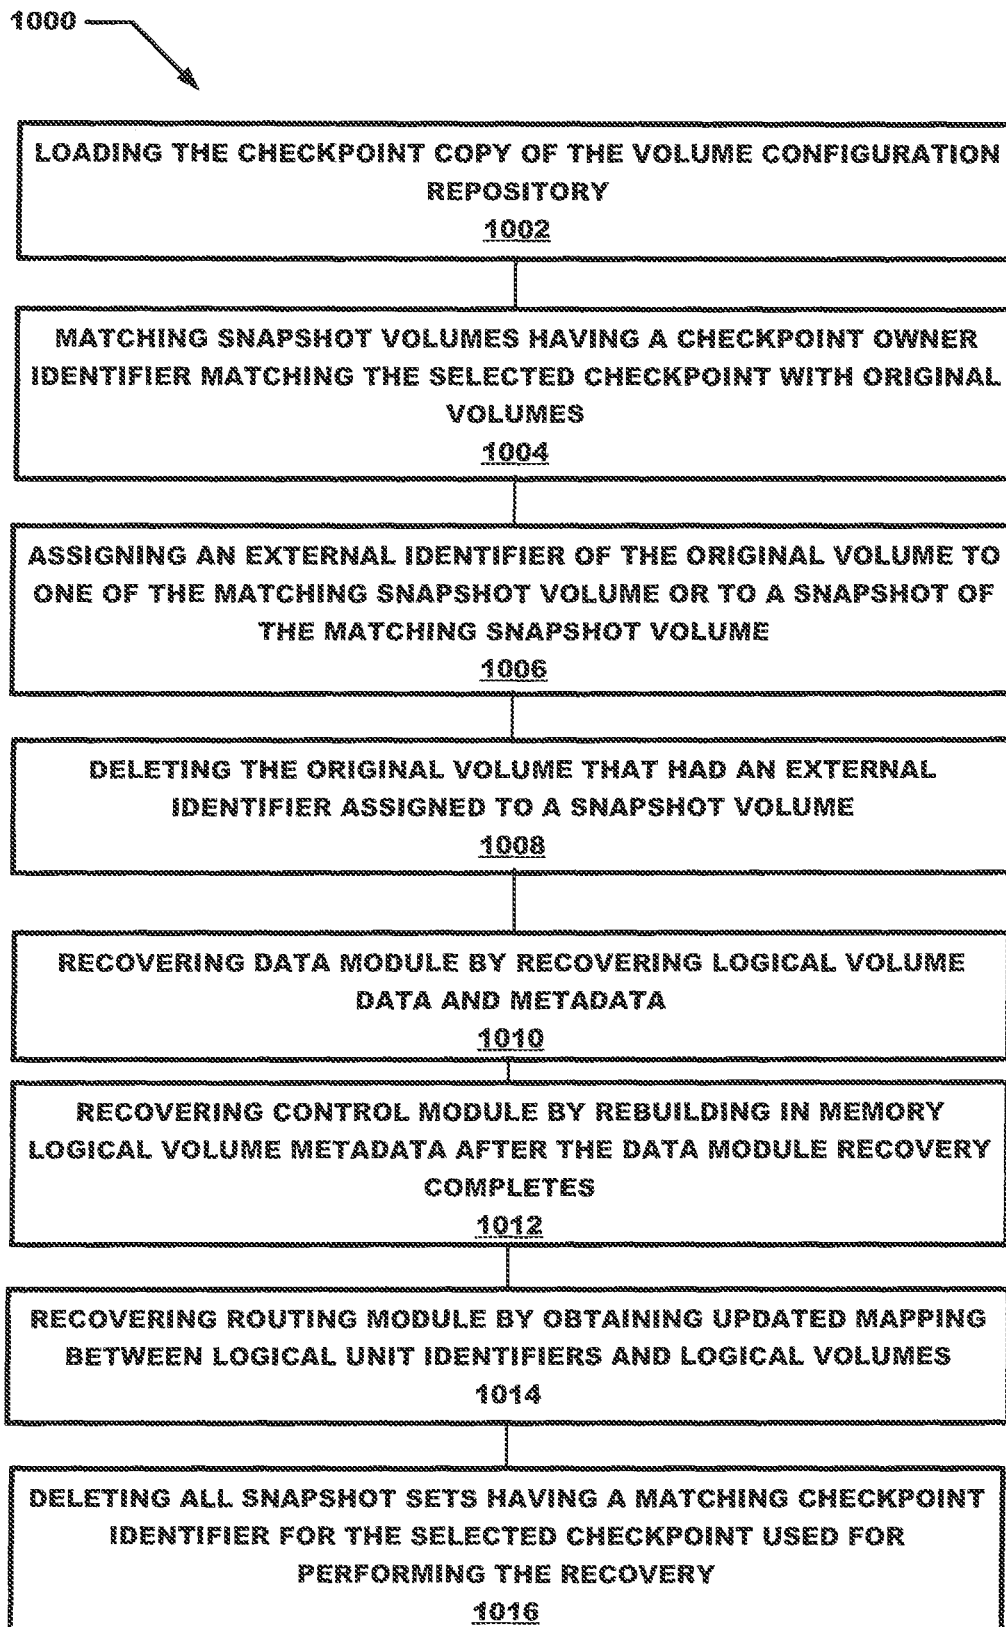 1000
LOADING THE CHECKPOINT COPY OF THE VOLUME CONFIGURATION
REPOSITORY
1002
MATCHING SNAPSHOT VOLUMES HAVING A CHECKPOINT OWNER
IDENTIFIER MATCHING THE SELECTED CHECKPOINT WITH ORIGINAL
VOLUMES
1004
ASSIGNING AN EXTERNAL IDENTIFIER OF THE ORIGINAL VOLUME TO
ONE OF THE MATCHING SNAPSHOT VOLUME OR TO A SNAPSHOT OF
THE MATCHING SNAPSHOT VOLUME
1006
DELETING THE ORIGINAL VOLUME THAT HAD AN EXTERNAL
IDENTIFIER ASSIGNED TO A SNAPSHOT VOLUME
1008
RECOVERING DATA MODULE BY RECOVERING LOGICAL VOLUME
DATA AND METADATA
1010
RECOVERING CONTROL MODULE BY REBUILDING IN MEMORY
LOGICAL VOLUME METADATA AFTER THE DATA MODULE RECOVERY
COMPLETES
1012
RECOVERING ROUTING MODULE BY OBTAINING UPDATED MAPPING
BETWEEN LOGICAL UNIT IDENTIFIERS AND LOGICAL VOLUMES
1014
DELETING ALL SNAPSHOT SETS HAVING A MATCHING CHECKPOINT
IDENTIFIER FOR THE SELECTED CHECKPOINT USED FOR
PERFORMING THE RECOVERY
1016